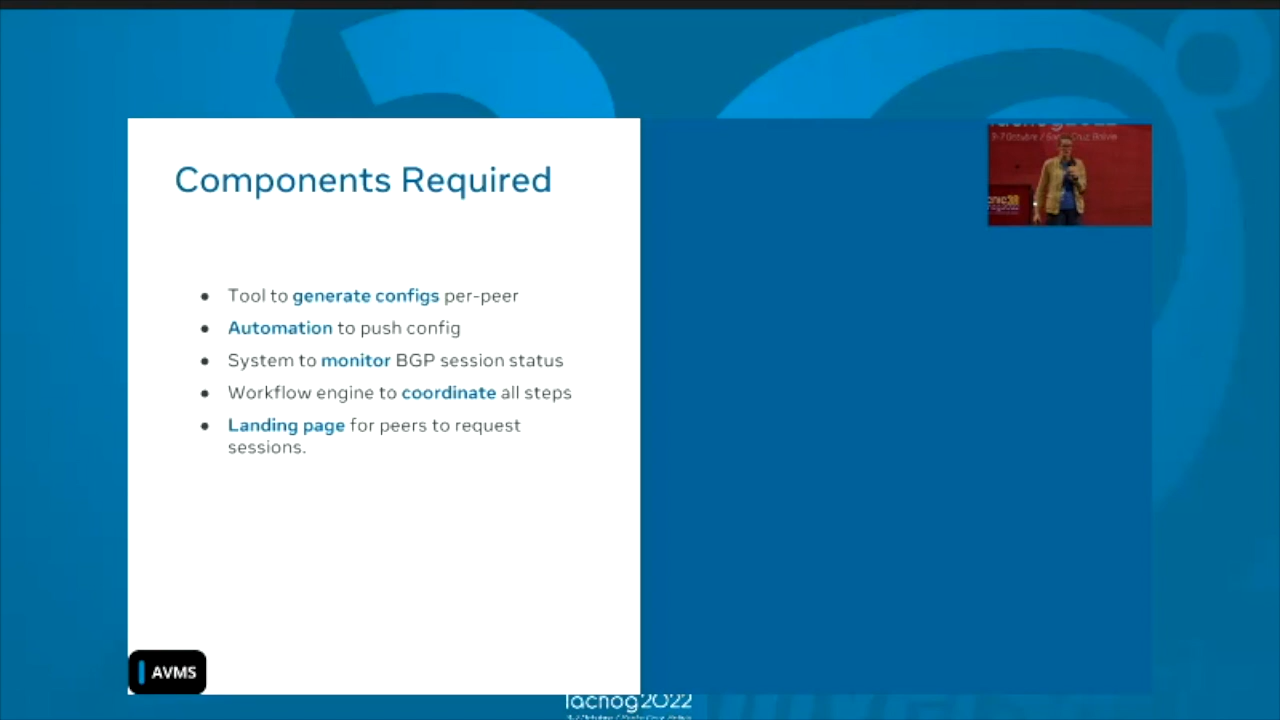 Components Required
● Tool to generate configs per-peer
● Automation to push config
● System to monitor BGP session status
● Workflow engine to coordinate all steps
● Landing page for peers to request
sessions.
AVMS
lacnog2022